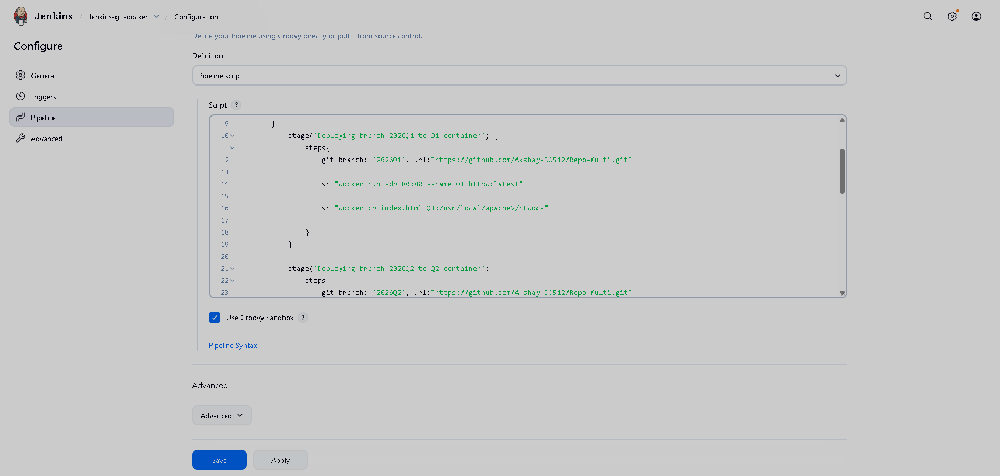 Jenkins / Jenkins-git-docker / Configuration
Configure
General
Triggers
Pipeline
Advanced
Define your Pipeline using Groovy directly or pull it from source control.
Definition
Pipeline script
Script ?
9 }
10 stage('Deploying branch 2026Q1 to Q1 container') {
11 steps{
12 git branch: '2026Q1', url:"https://github.com/Akshay-DO512/Repo-Multi.git"
13
14 sh "docker run -dp 80:80 --name Q1 httpd:latest"
15
16 sh "docker cp index.html Q1:/usr/local/apache2/htdocs"
17
18 }
19 }
20
21 stage('Deploying branch 2026Q2 to Q2 container') {
22 steps{
23 git branch: '2026Q2', url:"https://github.com/Akshay-DO512/Repo-Multi.git"
Use Groovy Sandbox ?
Pipeline Syntax
Advanced
Advanced
Save
Apply